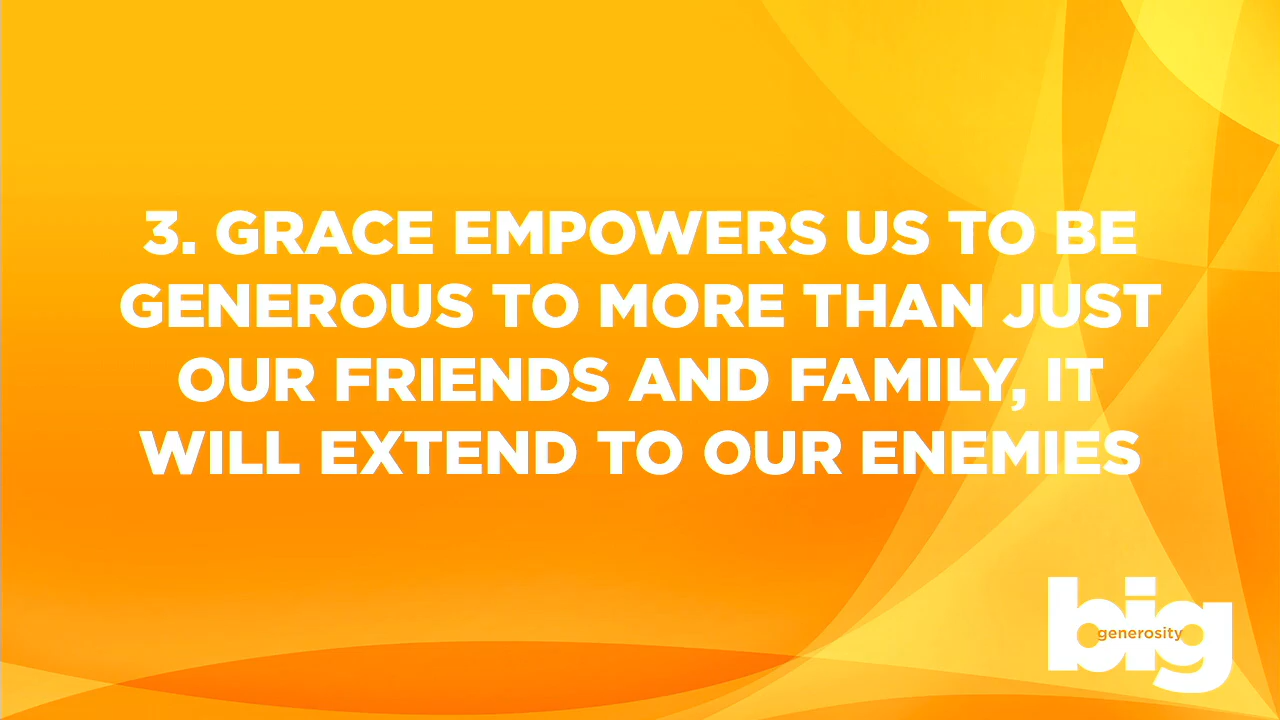 3. GRACE EMPOWERS US TO BE
GENEROUS TO MORE THAN JUST
OUR FRIENDS AND FAMILY, IT
WILL EXTEND TO OUR ENEMIES
big
generosity